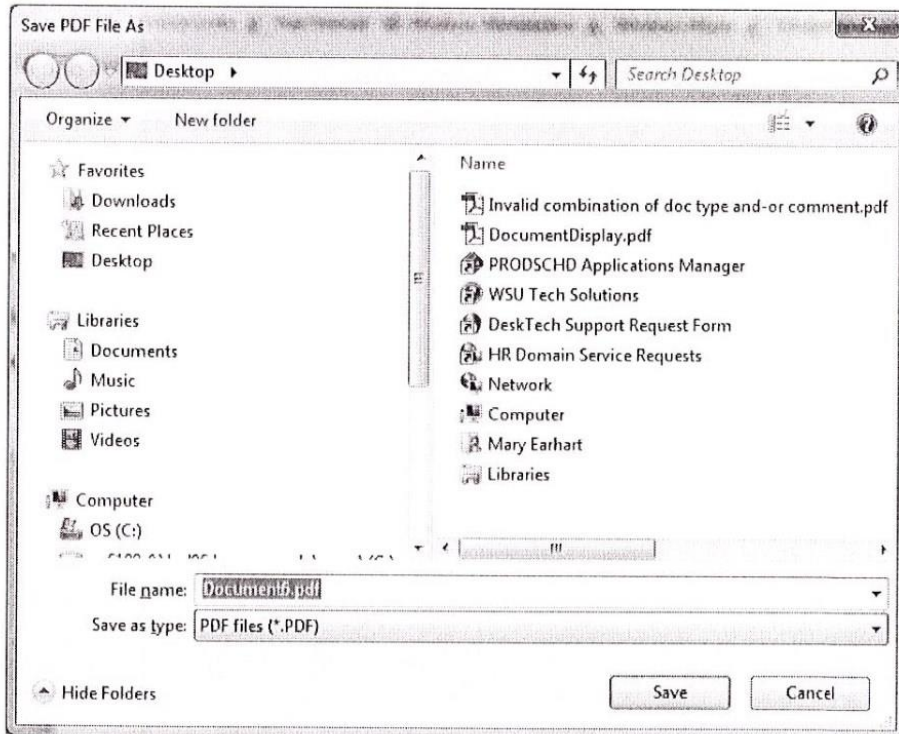 Save PDF File As
Desktop
Search Desktop
Organize
New folder
Favorites
Downloads
Recent Places
Desktop
Libraries
Documents
Music
Pictures
Videos
Computer
OS (C:)
Name
Invalid combination of doc type and-or comment.pdf
DocumentDisplay.pdf
PRODSCHD Applications Manager
WSU Tech Solutions
DeskTech Support Request Form
HR Domain Service Requests
Network
Computer
Mary Earhart
Libraries
File name: Document6.pdf
Save as type: PDF files (*.PDF)
Hide Folders
Save
Cancel